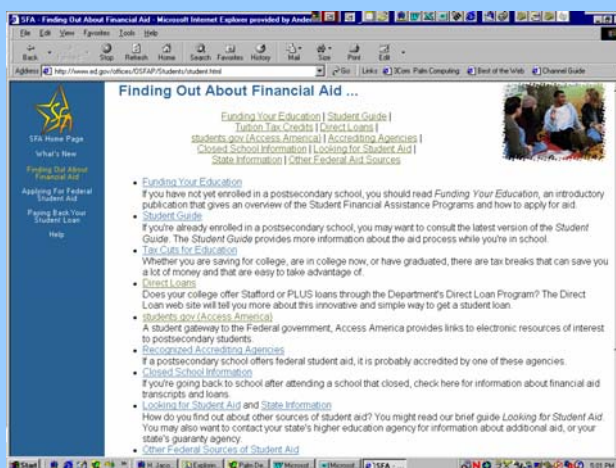 SFA - Finding Out About Financial Aid - Microsoft Internet Explorer provided by Ander
File Edit View Favorites Tools Help
Back Stop Refresh Home Search Favorites History Mail Size Print Edit
Address http://www.ed.gov/offices/OSFAP/Students/student.html Go Links 3Com Palm Computing Best of the Web Channel Guide
SFA
SFA Home Page
What's New
Finding Out About
Financial Aid
Applying For Federal
Student Aid
Paying Back Your
Student Loan
Help
Finding Out About Financial Aid ...
Funding Your Education | Student Guide |
Tuition Tax Credits | Direct Loans |
students.gov (Access America) | Accrediting Agencies |
Closed School Information | Looking for Student Aid |
State Information | Other Federal Aid Sources
• Funding Your Education
If you have not yet enrolled in a postsecondary school, you should read Funding Your Education, an introductory
publication that gives an overview of the Student Financial Assistance Programs and how to apply for aid.
• Student Guide
If you're already enrolled in a postsecondary school, you may want to consult the latest version of the Student
Guide. The Student Guide provides more information about the aid process while you're in school.
• Tax Cuts for Education
Whether you are saving for college, are in college now, or have graduated, there are tax breaks that can save you
a lot of money and that are easy to take advantage of.
• Direct Loans
Does your college offer Stafford or PLUS loans through the Department's Direct Loan Program? The Direct
Loan web site will tell you more about this innovative and simple way to get a student loan.
• students.gov (Access America)
A student gateway to the Federal government, Access America provides links to electronic resources of interest
to postsecondary students.
• Recognized Accrediting Agencies
If a postsecondary school offers federal student aid, it is probably accredited by one of these agencies.
• Closed School Information
If you're going back to school after attending a school that closed, check here for information about financial aid
transcripts and loans.
• Looking for Student Aid and State Information
How do you find out about other sources of student aid? You might read our brief guide Looking for Student Aid.
You may also want to contact your state's higher education agency for information about additional aid, or your
state's guaranty agency.
• Other Federal Sources of Student Aid
Start